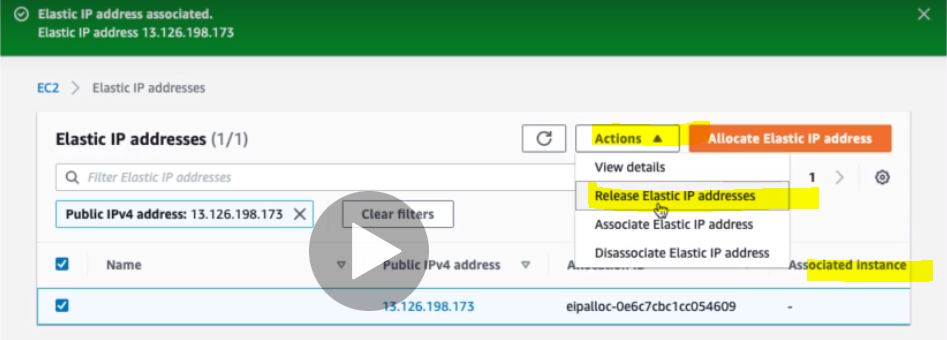 Elastic IP address associated.
Elastic IP address 13.126.198.173
EC2 > Elastic IP addresses
Elastic IP addresses (1/1)
Actions ▲
Allocate Elastic IP address
Filter Elastic IP addresses
1 >
Public IPv4 address: 13.126.198.173 X
Clear filters
View details
Release Elastic IP addresses
Associate Elastic IP address
Disassociate Elastic IP address
Name
Public IPv4 address
Allocation ID
Associated instance
13.126.198.173
eipalloc-0e6c7cbc1cc054609
-